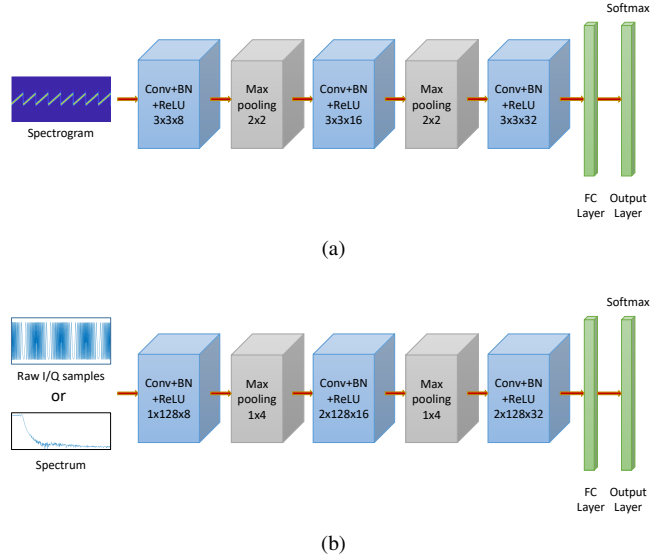 Softmax
Conv+BN
+ReLU
3x3x8
Max
pooling
2x2
Conv+BN
+ReLU
3x3x16
Max
pooling
2x2
Conv+BN
+ReLU
3x3x32
Spectrogram
FC
Layer
Output
Layer
(a)
Softmax
Raw I/Q samples
or
Spectrum
Conv+BN
+ReLU
1x128x8
Max
pooling
1x4
Conv+BN
+ReLU
2x128x16
Max
pooling
1x4
Conv+BN
+ReLU
2x128x32
FC
Layer
Output
Layer
(b)